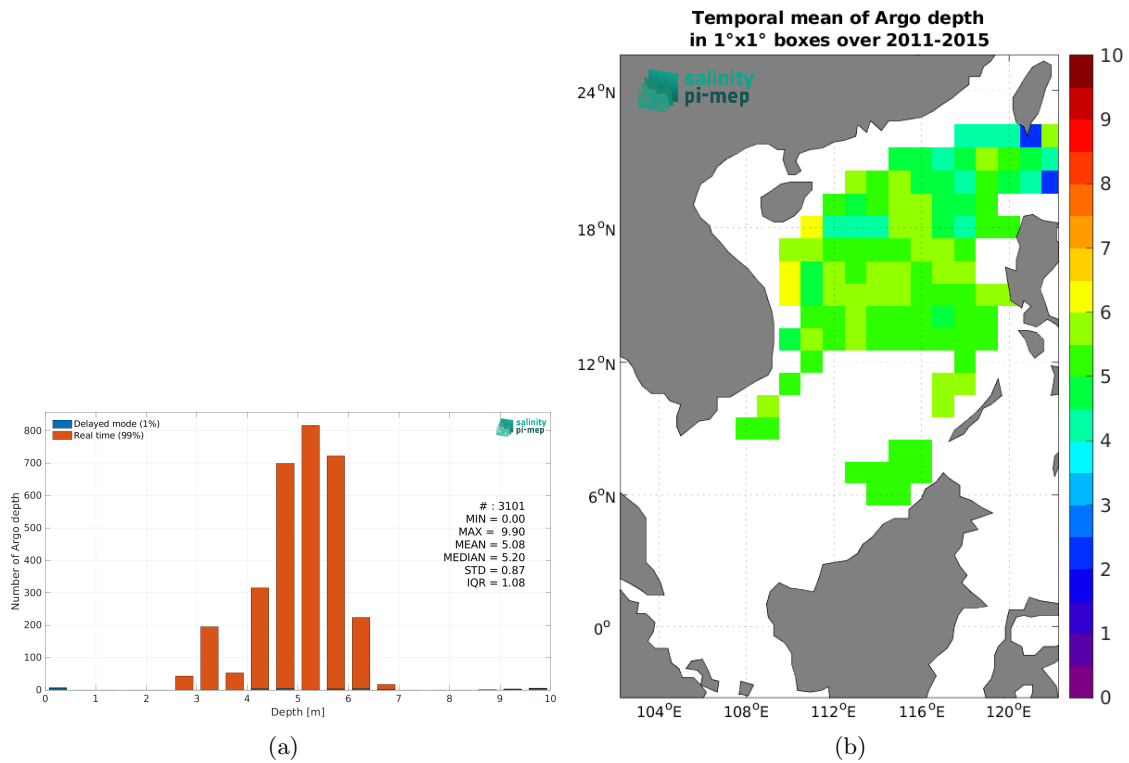 Delayed mode (1%)
Real time (99%)
salinity
pi-mep
# : 3101
MIN = 0.00
MAX = 9.90
MEAN = 5.08
MEDIAN = 5.20
STD = 0.87
IQR = 1.08
Number of Argo depth
800
700
600
500
400
300
200
100
0
0 1 2 3 4 5 6 7 8 9 10
Depth [m]
(a)
Temporal mean of Argo depth
in 1°x1° boxes over 2011-2015
salinity
pi-mep
24°N
18°N
12°N
6°N
0°
104°E 108°E 112°E 116°E 120°E
10
9
8
7
6
5
4
3
2
1
0
(b)